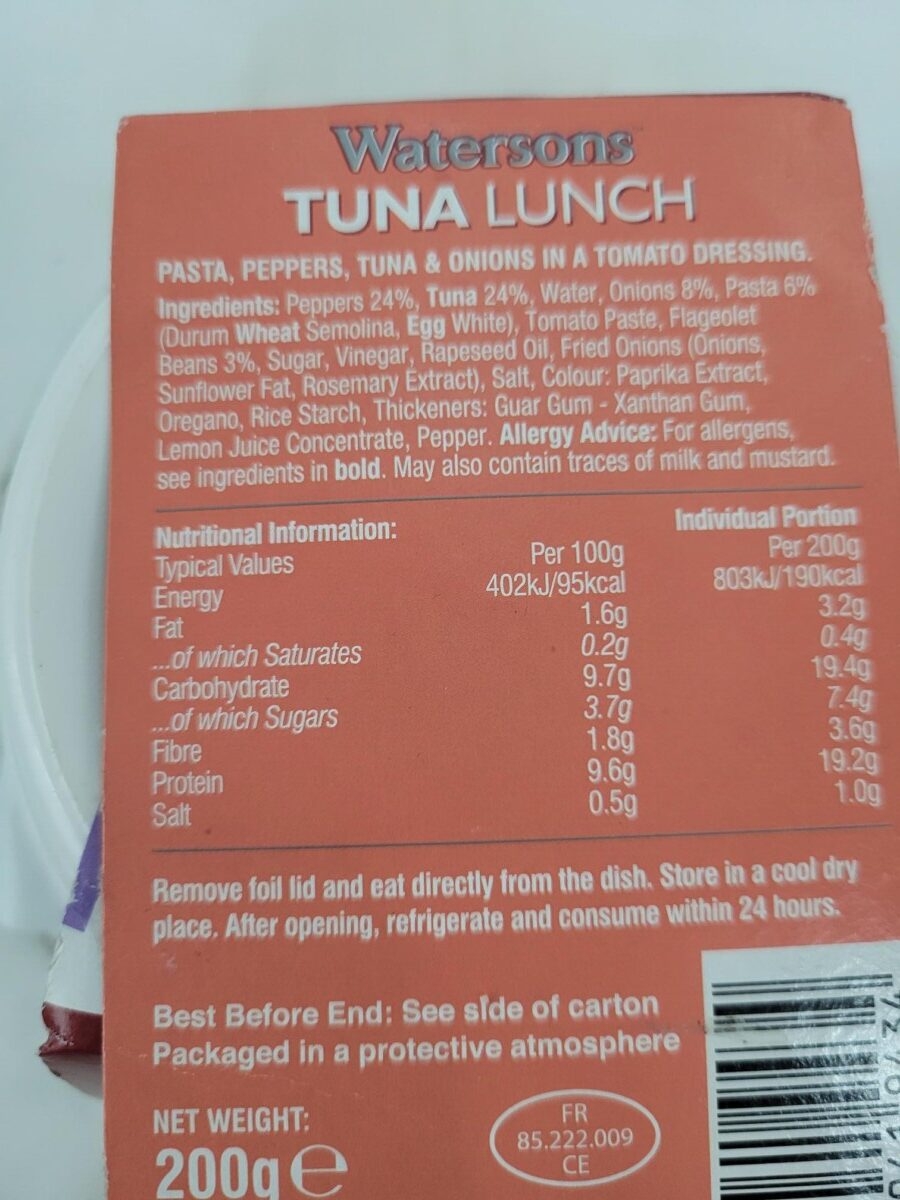 Watersons™
TUNA LUNCH
PASTA, PEPPERS, TUNA & ONIONS IN A TOMATO DRESSING.
Ingredients: Peppers 24%, Tuna 24%, Water, Onions 8%, Pasta 6%
(Durum Wheat Semolina, Egg White), Tomato Paste, Flageolet
Beans 3%, Sugar, Vinegar, Rapeseed Oil, Fried Onions (Onions,
Sunflower Fat, Rosemary Extract), Salt, Colour: Paprika Extract,
Oregano, Rice Starch, Thickeners: Guar Gum - Xanthan Gum,
Lemon Juice Concentrate, Pepper. Allergy Advice: For allergens,
see ingredients in bold. May also contain traces of milk and mustard.
Nutritional Information: Individual Portion
Typical Values Per 100g Per 200g
Energy 402kJ/95kcal 803kJ/190kcal
Fat 1.6g 3.2g
...of which Saturates 0.2g 0.4g
Carbohydrate 9.7g 19.4g
...of which Sugars 3.7g 7.4g
Fibre 1.8g 3.6g
Protein 9.6g 19.2g
Salt 0.5g 1.0g
Remove foil lid and eat directly from the dish. Store in a cool dry
place. After opening, refrigerate and consume within 24 hours.
Best Before End: See side of carton
Packaged in a protective atmosphere
NET WEIGHT:
200g e
FR
85.222.009
CE